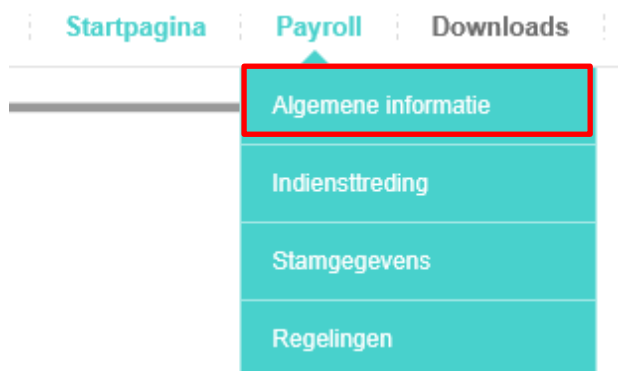 Startpagina Payroll Downloads
Algemene informatie
Indiensttreding
Stamgegevens
Regelingen